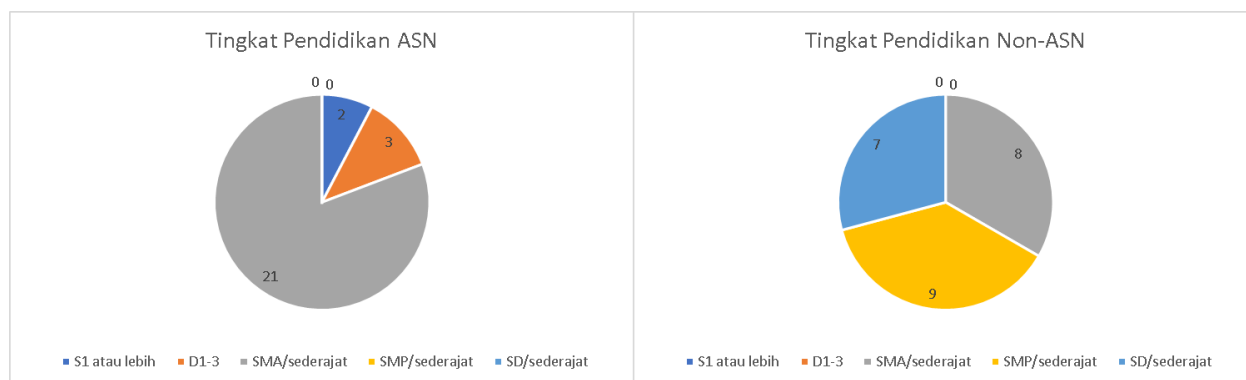 Tingkat Pendidikan ASN
0 0
2
3
21
S1 atau lebih D1-3 SMA/sederajat SMP/sederajat SD/sederajat
Tingkat Pendidikan Non-ASN
0 0
7
8
9
S1 atau lebih D1-3 SMA/sederajat SMP/sederajat SD/sederajat